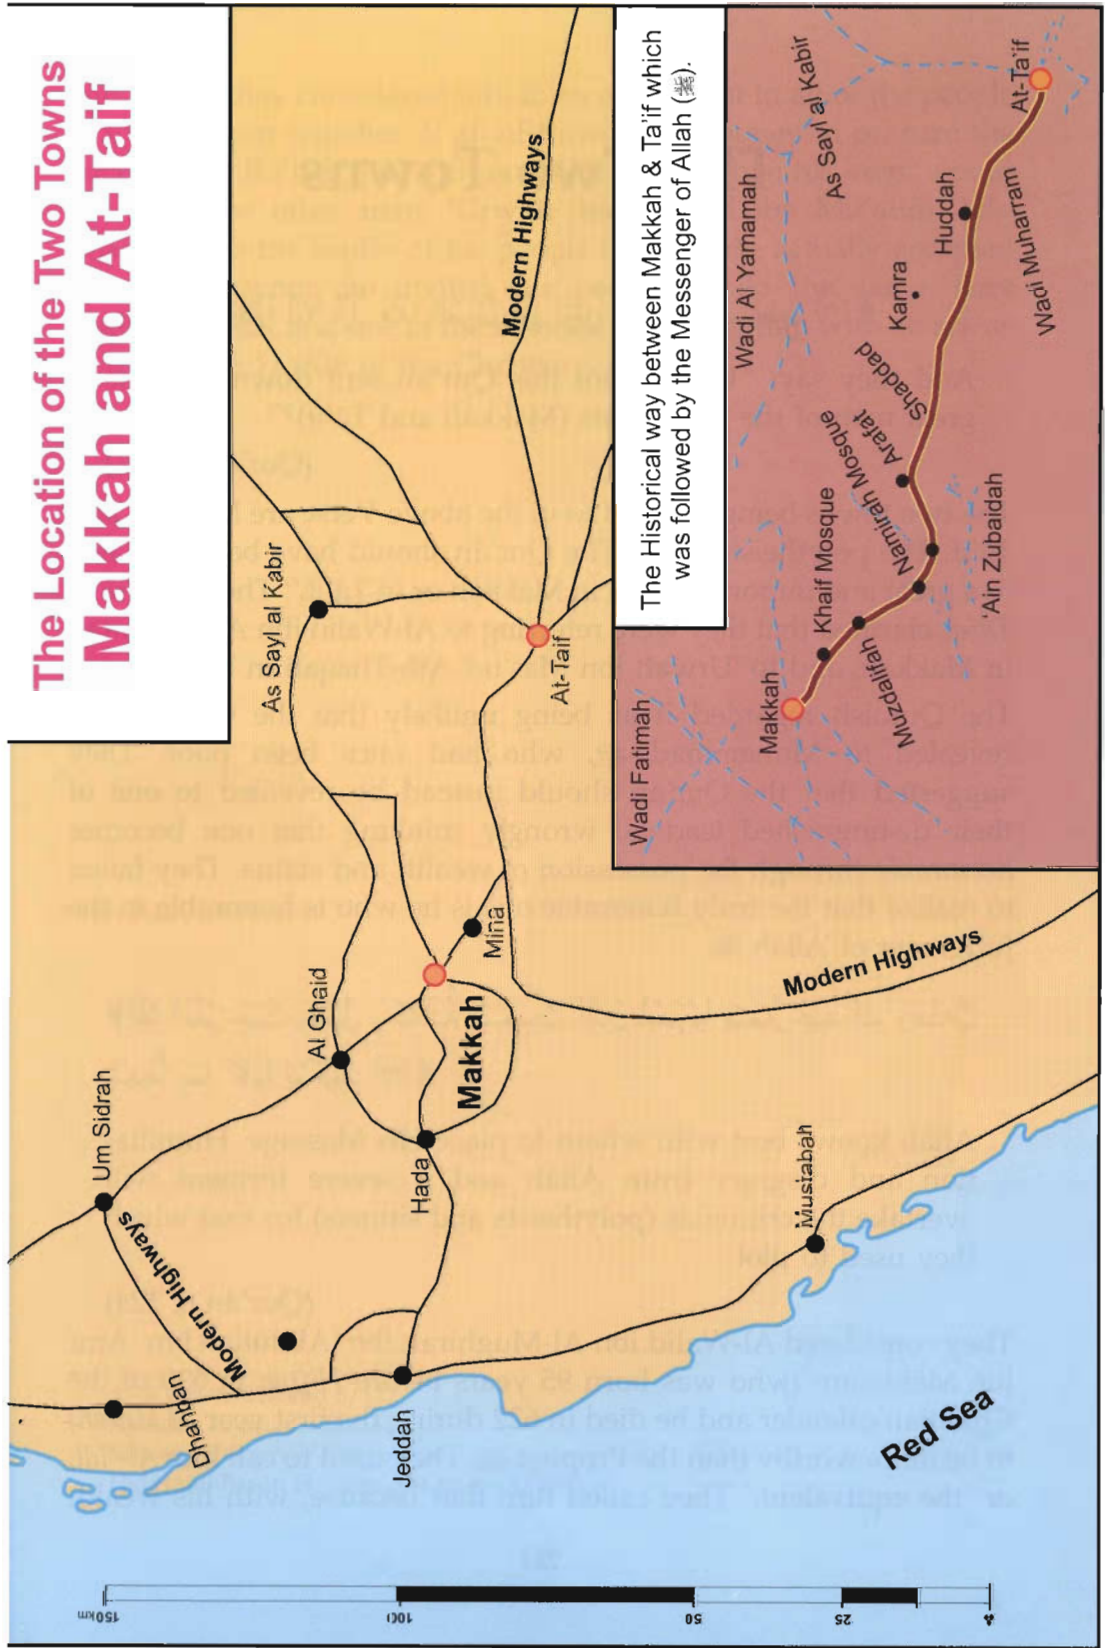 The Location of the Two Towns
Makkah and At-Taif
As Sayl al Kabir
Modern Highways
At-Taif
Um Sidrah
Al Ghaid
Mina
Makkah
Hada
Modern Highways
Dhahban
Jeddah
Mustabah
Modern Highways
Red Sea
The Historical way between Makkah & Ta'if which
was followed by the Messenger of Allah (ﷺ).
Wadi Fatimah
Wadi Al Yamamah
As Sayl al Kabir
Makkah
Khaif Mosque
Muzdalifah
Namirah Mosque
Arafat
Shaddad
'Ain Zubaidah
Kamra
Huddah
Wadi Muharram
At-Ta'if
150km
100
50
25